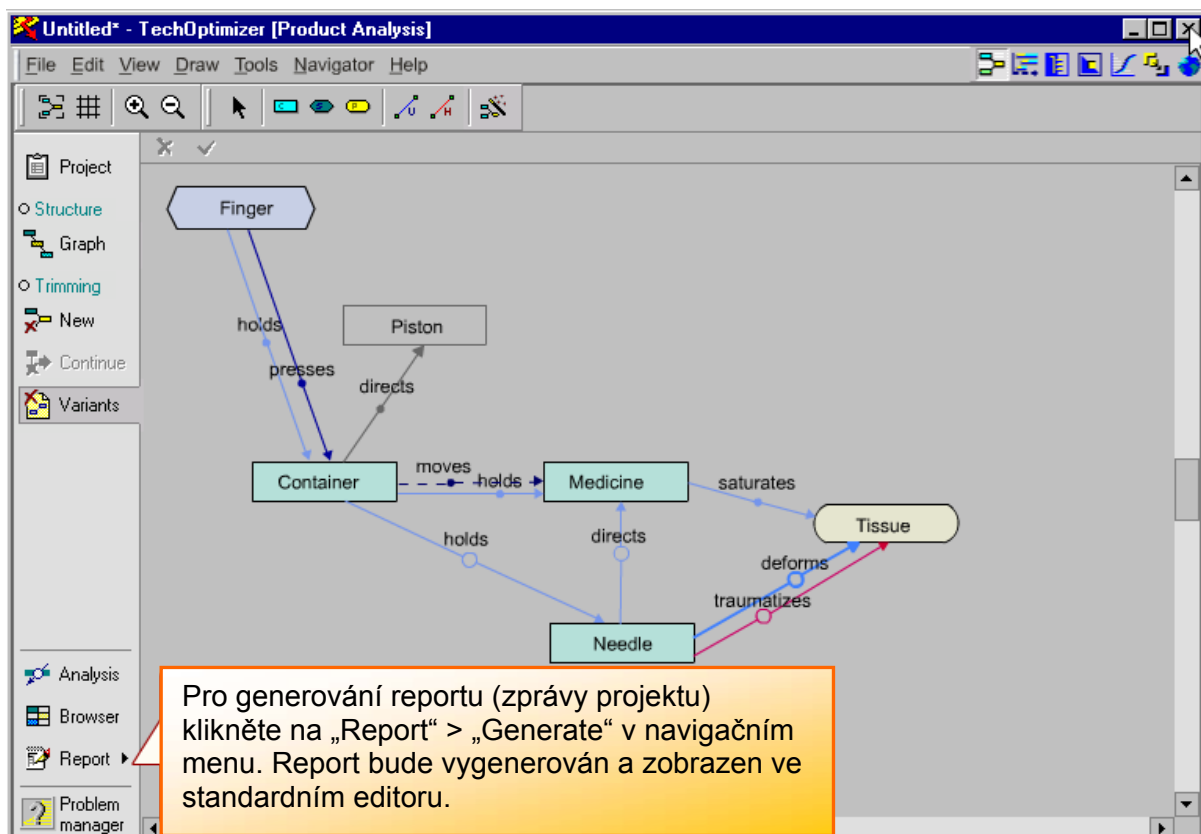 Untitled* - TechOptimizer [Product Analysis]
File Edit View Draw Tools Navigator Help
C S P U H
Project
Structure
Graph
Trimming
New
Continue
Variants
Finger
holds
presses
Piston
directs
Container
moves
holds
Medicine
saturates
Tissue
holds
directs
deforms
traumatizes
Needle
Analysis
Browser
Report
Problem
manager
Pro generování reportu (zprávy projektu)
klikněte na „Report“ > „Generate“ v navigačním
menu. Report bude vygenerován a zobrazen ve
standardním editoru.